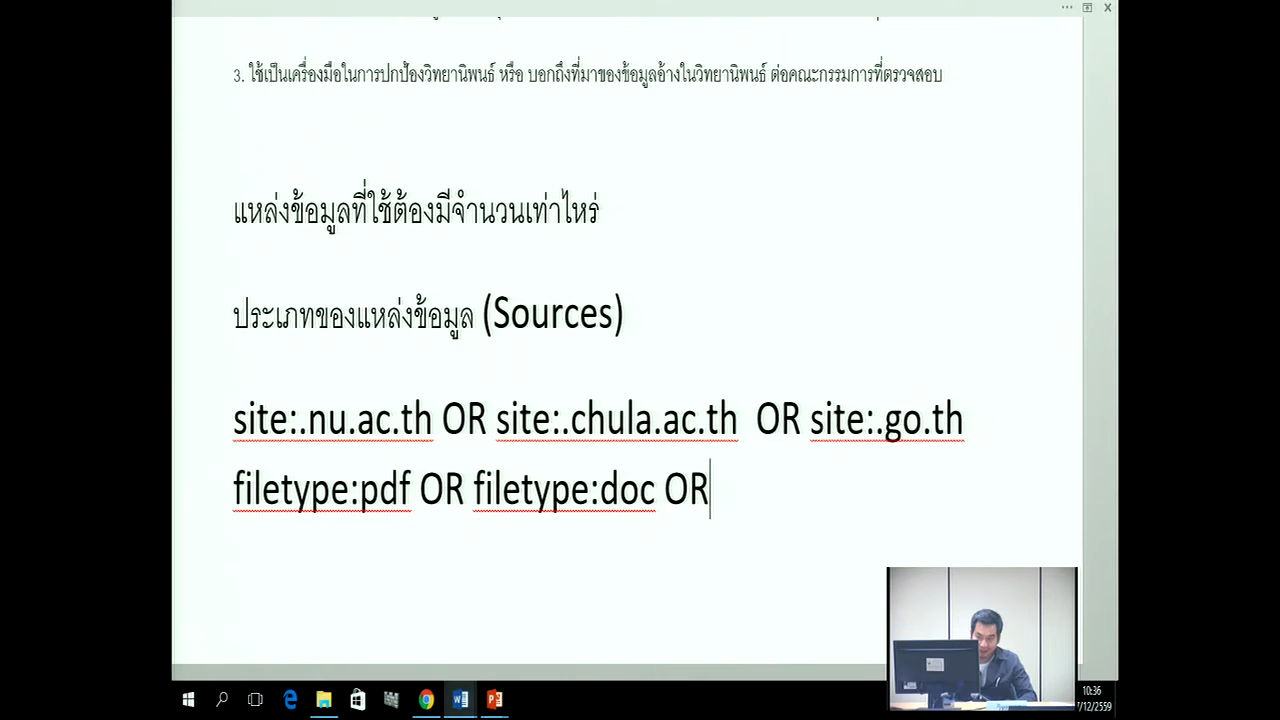 3. ใช้เป็นเครื่องมือในการปกป้องวิทยานิพนธ์ หรือ บอกถึงที่มาของข้อมูลอ้างในวิทยานิพนธ์ ต่อคณะกรรมการที่ตรวจสอบ
แหล่งข้อมูลที่ใช้ต้องมีจำนวนเท่าไหร่
ประเภทของแหล่งข้อมูล (Sources)
site:.nu.ac.th OR site:.chula.ac.th OR site:.go.th
filetype:pdf OR filetype:doc OR
10:36
7/12/2559